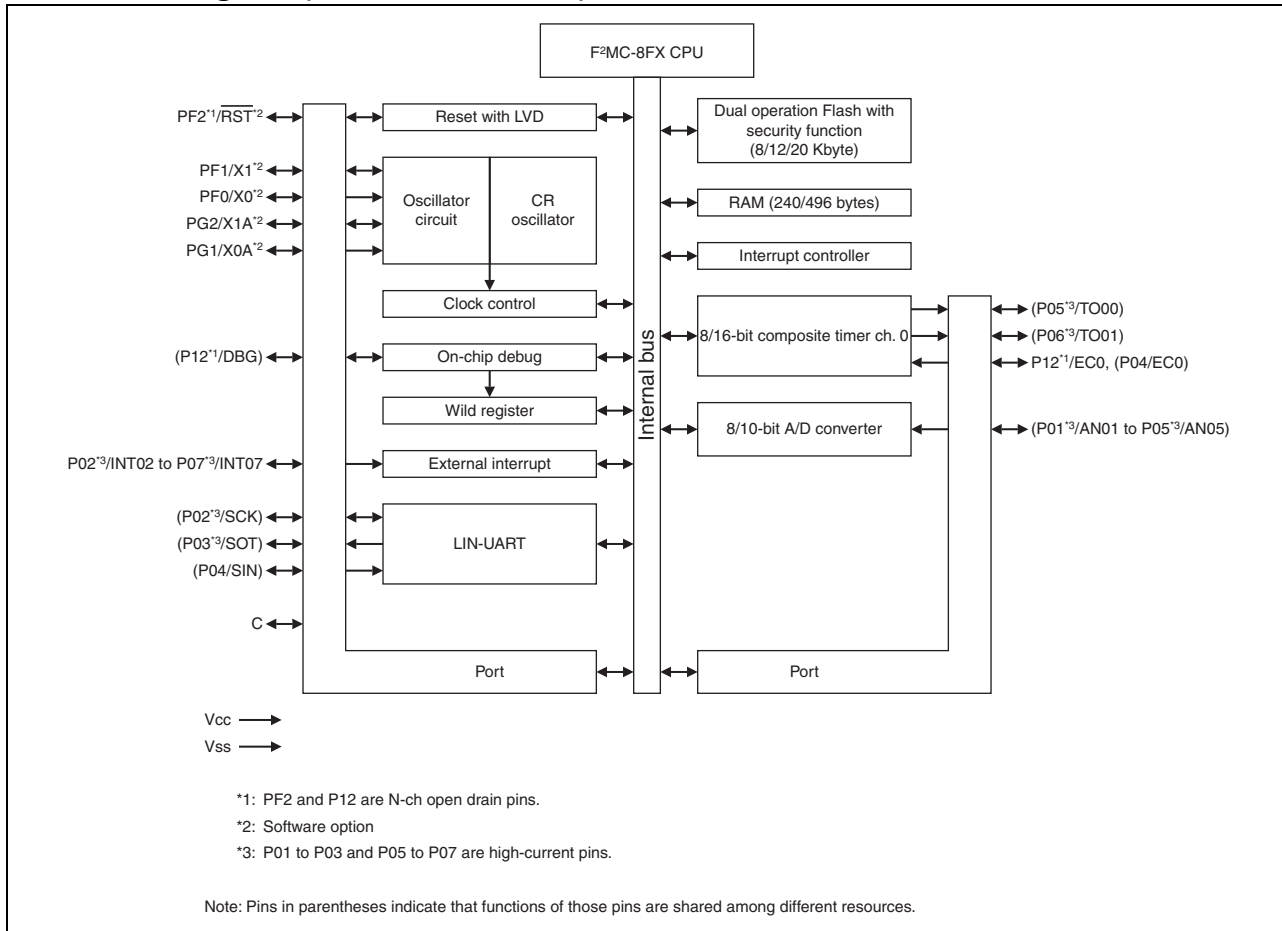 F²MC-8FX CPU
PF2*1/RST*2
Reset with LVD
Dual operation Flash with
security function
(8/12/20 Kbyte)
PF1/X1*2
PF0/X0*2
PG2/X1A*2
PG1/X0A*2
Oscillator
circuit
CR
oscillator
RAM (240/496 bytes)
Interrupt controller
Clock control
(P12*1/DBG)
On-chip debug
Wild register
Internal bus
8/16-bit composite timer ch. 0
(P05*3/TO00)
(P06*3/TO01)
P12*1/EC0, (P04/EC0)
8/10-bit A/D converter
(P01*3/AN01 to P05*3/AN05)
P02*3/INT02 to P07*3/INT07
External interrupt
(P02*3/SCK)
(P03*3/SOT)
(P04/SIN)
LIN-UART
C
Port
Port
Vcc
Vss
*1: PF2 and P12 are N-ch open drain pins.
*2: Software option
*3: P01 to P03 and P05 to P07 are high-current pins.
Note: Pins in parentheses indicate that functions of those pins are shared among different resources.